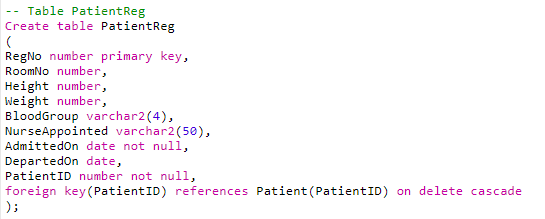 -- Table PatientReg
Create table PatientReg
(
RegNo number primary key,
RoomNo number,
Height number,
Weight number,
BloodGroup varchar2(4),
NurseAppointed varchar2(50),
AdmittedOn date not null,
DepartedOn date,
PatientID number not null,
foreign key(PatientID) references Patient(PatientID) on delete cascade
);